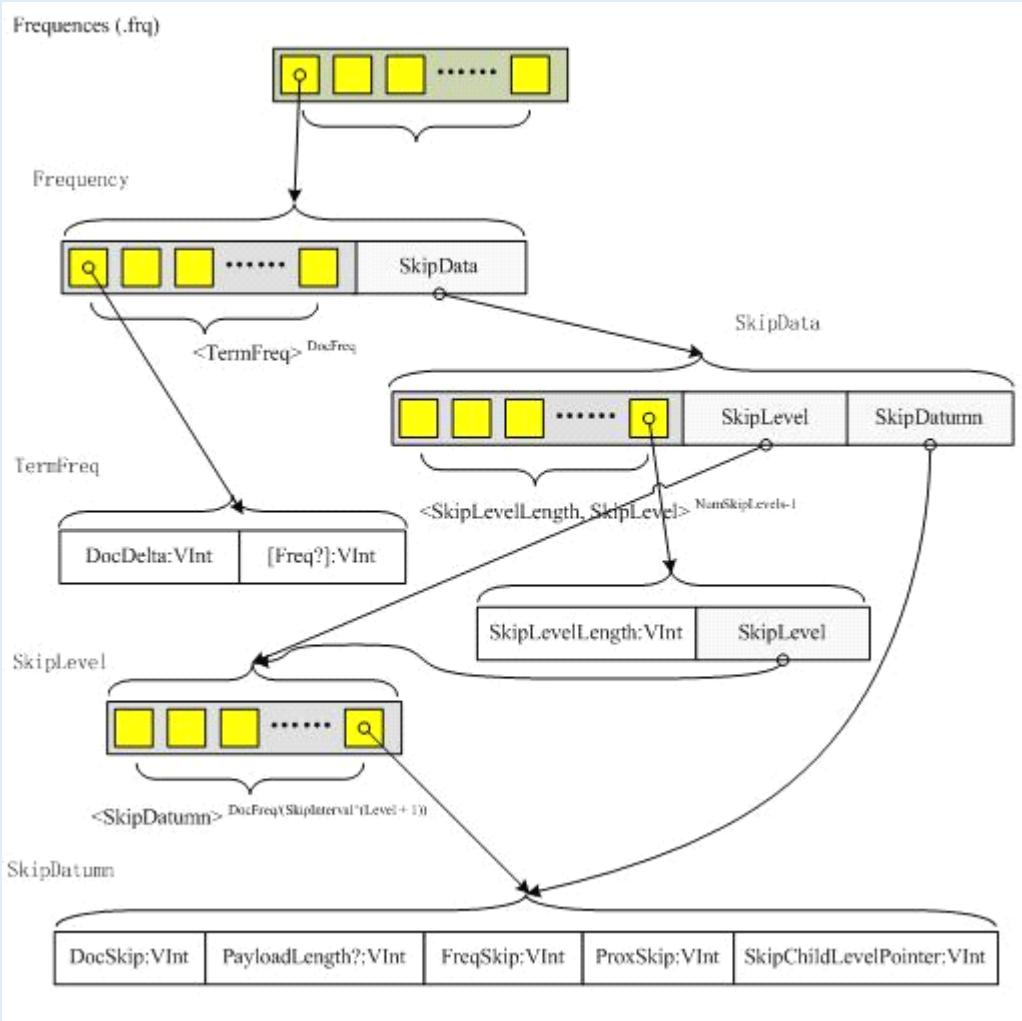 Frequences (.frq)
Frequency
SkipData
<TermFreq> DocFreq
SkipData
SkipLevel
SkipDatumn
TermFreq
<SkipLevelLength, SkipLevel> NumSkipLevels-1
DocDelta:VInt
[Freq?]:VInt
SkipLevelLength:VInt
SkipLevel
SkipLevel
<SkipDatumn> DocFreq/(SkipInterval^(Level + 1))
SkipDatumn
DocSkip:VInt
PayloadLength?:VInt
FreqSkip:VInt
ProxSkip:VInt
SkipChildLevelPointer:VInt